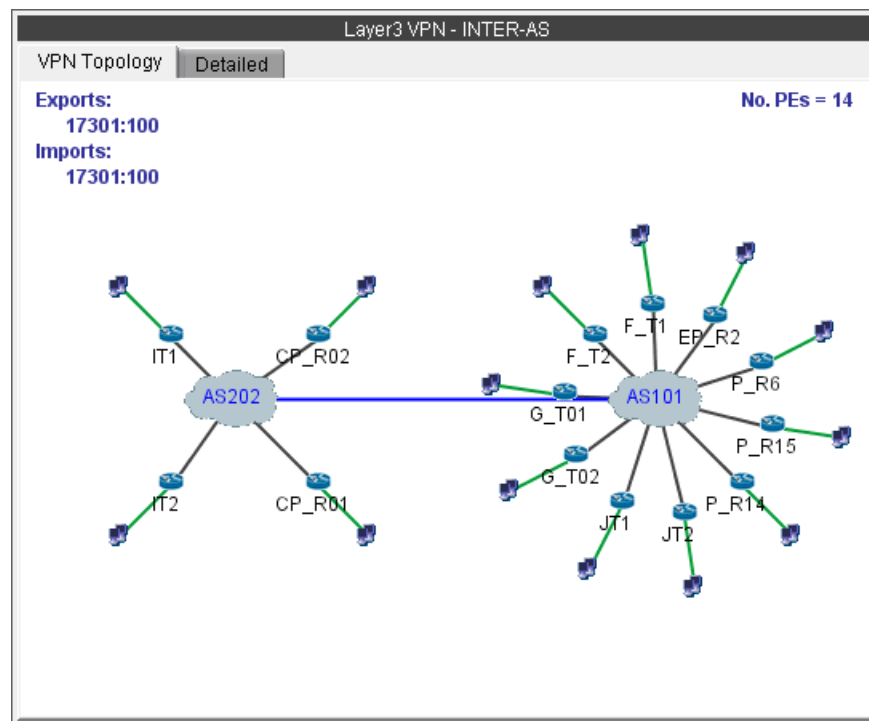 Layer3 VPN - INTER-AS
VPN Topology
Detailed
Exports:
17301:100
Imports:
17301:100
No. PEs = 14
IT1
CP_R02
AS202
IT2
CP_R01
F_T1
EP_R2
F_T2
P_R6
AS101
G_T01
P_R15
G_T02
P_R14
JT1
JT2